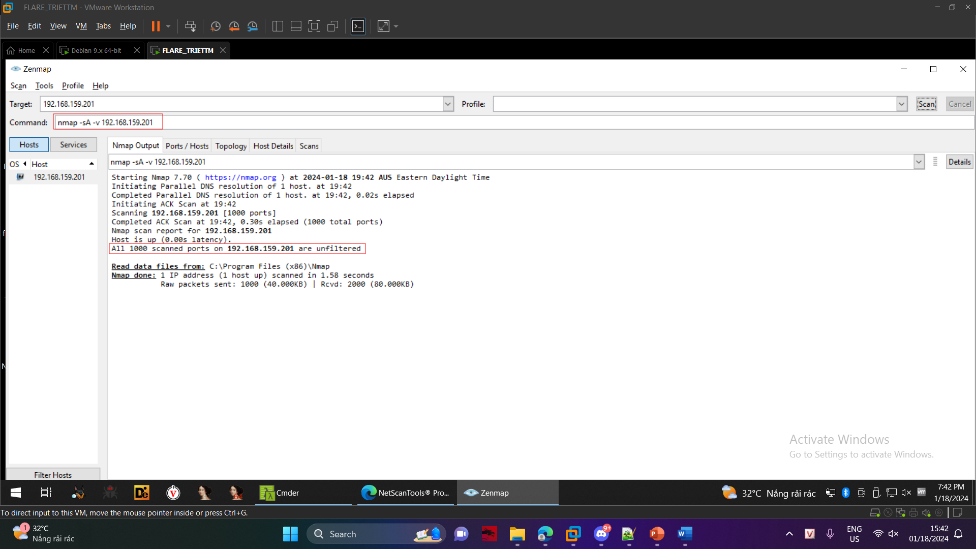 FLARE_TRIETTM - VMware Workstation
File Edit View VM Tabs Help
Home Debian 9.x 64-bit FLARE_TRIETTM
Zenmap
Scan Tools Profile Help
Target: 192.168.159.201 Profile: Scan Cancel
Command: nmap -sA -v 192.168.159.201
Hosts Services Nmap Output Ports / Hosts Topology Host Details Scans
OS Host nmap -sA -v 192.168.159.201 Details
192.168.159.201
Starting Nmap 7.70 ( https://nmap.org ) at 2024-01-18 19:42 AUS Eastern Daylight Time
Initiating Parallel DNS resolution of 1 host. at 19:42
Completed Parallel DNS resolution of 1 host. at 19:42, 0.02s elapsed
Initiating ACK Scan at 19:42
Scanning 192.168.159.201 [1000 ports]
Completed ACK Scan at 19:42, 0.30s elapsed (1000 total ports)
Nmap scan report for 192.168.159.201
Host is up (0.00s latency).
All 1000 scanned ports on 192.168.159.201 are unfiltered
Read data files from: C:\Program Files (x86)\Nmap
Nmap done: 1 IP address (1 host up) scanned in 1.58 seconds
Raw packets sent: 1000 (40.000KB) | Rcvd: 2000 (80.000KB)
Activate Windows
Go to Settings to activate Windows.
Filter Hosts
Cmder NetScanTools® Pro... Zenmap 32°C Nắng rải rác 7:42 PM
1/18/2024
To direct input to this VM, move the mouse pointer inside or press Ctrl+G.
32°C
Nắng rải rác
Search
ENG
US
15:42
01/18/2024